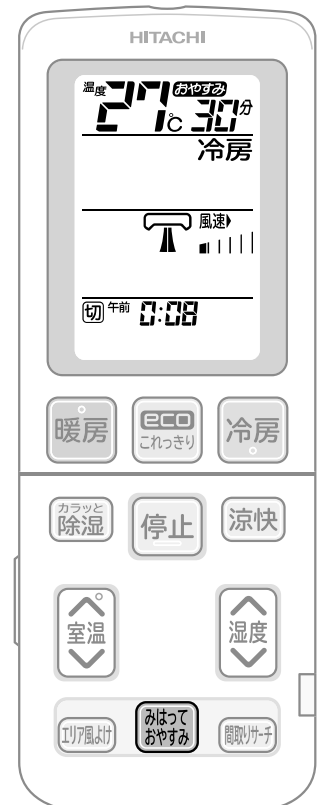 HITACHI
温度 27℃ おやすみ 30分
冷房
風速
切 午前 0:08
暖房 eco これっきり 冷房
カラッと 除湿 停止 涼快
室温 湿度
エリア風よけ みはって おやすみ 間取りサーチ